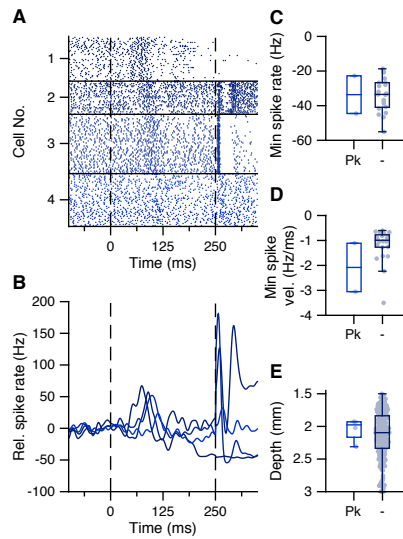 A
Cell No.
1
2
3
4
0
125
250
Time (ms)
B
Rel. spike rate (Hz)
200
150
100
50
0
-50
-100
0
125
250
Time (ms)
C
Min spike rate (Hz)
0
-20
-40
-60
Pk
-
D
Min spike
vel. (Hz/ms)
0
-1
-2
-3
-4
Pk
-
E
Depth (mm)
1.5
2
2.5
3
Pk
-